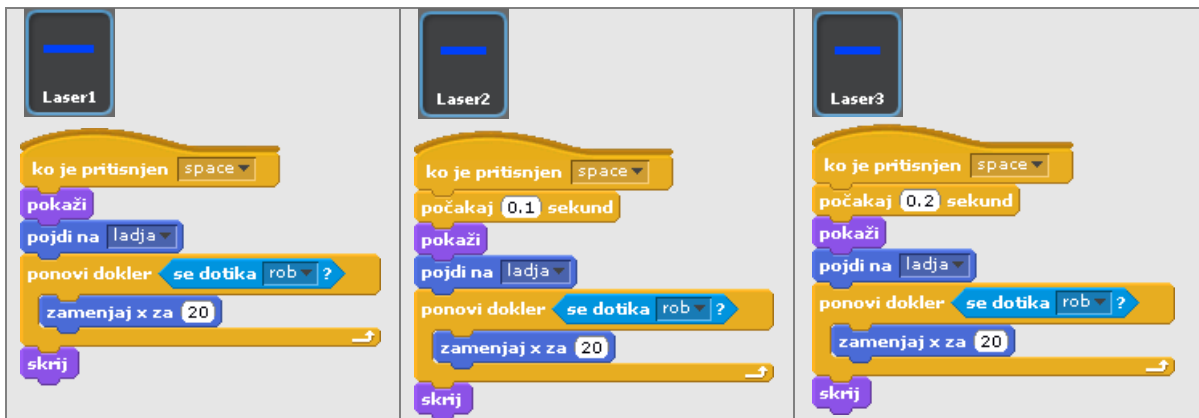 Laser1
ko je pritisnjen space
pokaži
pojdi na ladja
ponovi dokler se dotika rob ?
zamenjaj x za 20
skrij
Laser2
ko je pritisnjen space
počakaj 0.1 sekund
pokaži
pojdi na ladja
ponovi dokler se dotika rob ?
zamenjaj x za 20
skrij
Laser3
ko je pritisnjen space
počakaj 0.2 sekund
pokaži
pojdi na ladja
ponovi dokler se dotika rob ?
zamenjaj x za 20
skrij